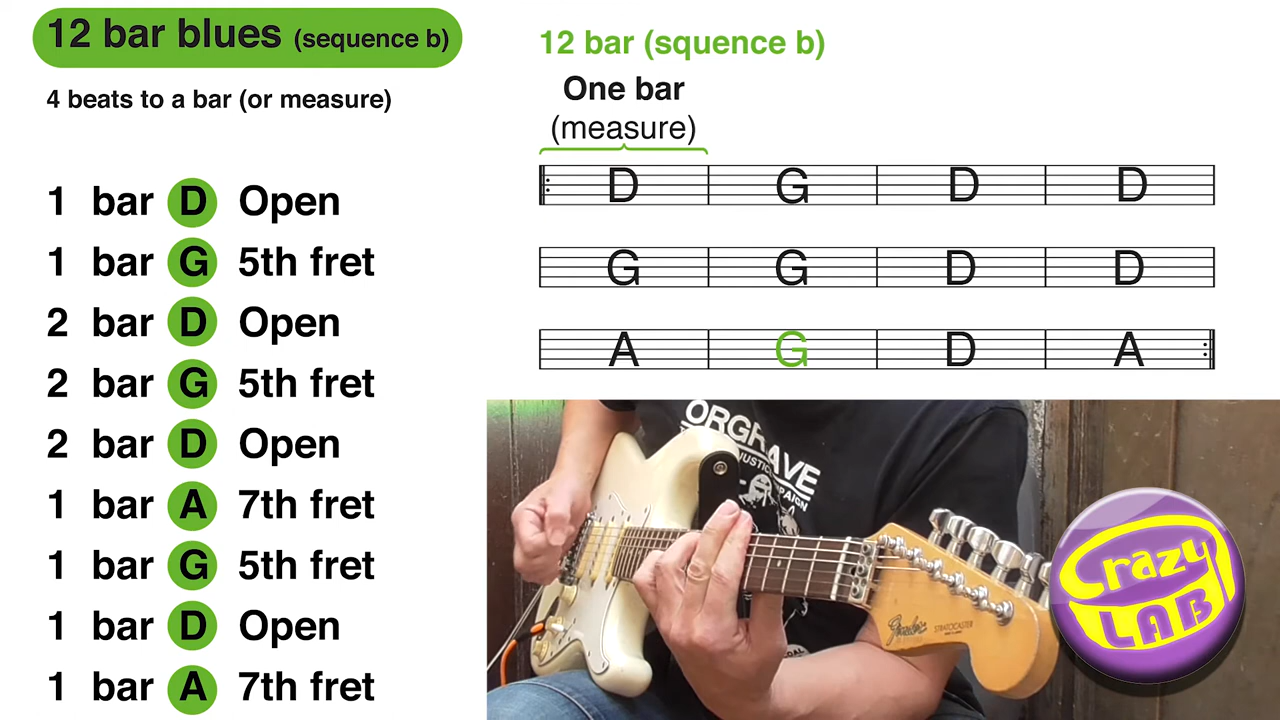 12 bar blues (sequence b)
4 beats to a bar (or measure)
1 bar D Open
1 bar G 5th fret
2 bar D Open
2 bar G 5th fret
2 bar D Open
1 bar A 7th fret
1 bar G 5th fret
1 bar D Open
1 bar A 7th fret
12 bar (squence b)
One bar
(measure)
D G D D
G G D D
A G D A
ORGRAVE
Fender
STRATOCASTER
Crazy
LAB